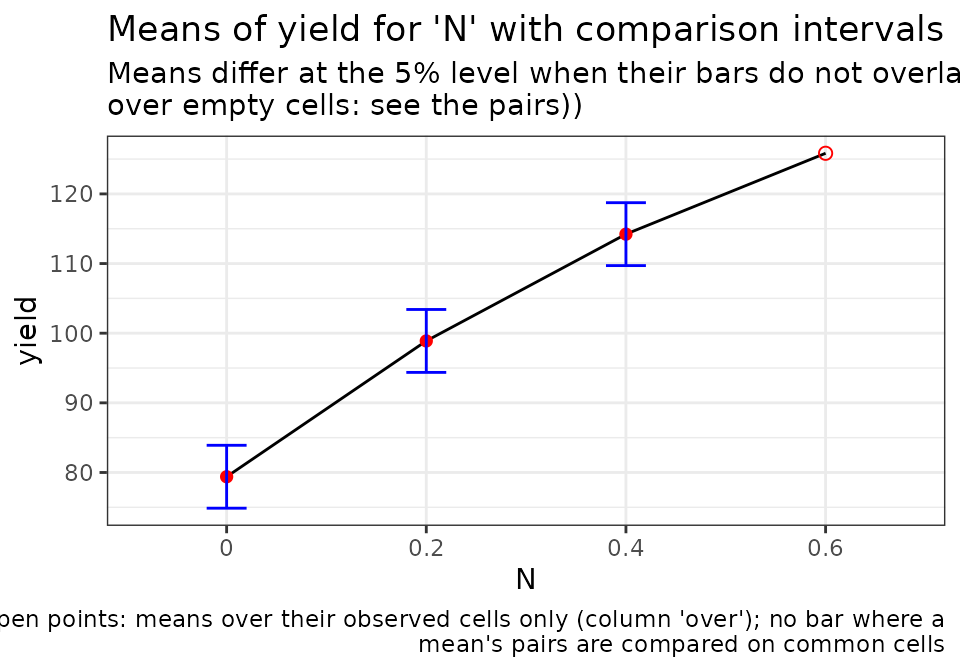 Means of yield for 'N' with comparison intervals
Means differ at the 5% level when their bars do not overla
over empty cells: see the pairs))
120
110
100
90
80
yield
0
0.2
0.4
0.6
N
pen points: means over their observed cells only (column 'over'); no bar where a
mean's pairs are compared on common cells